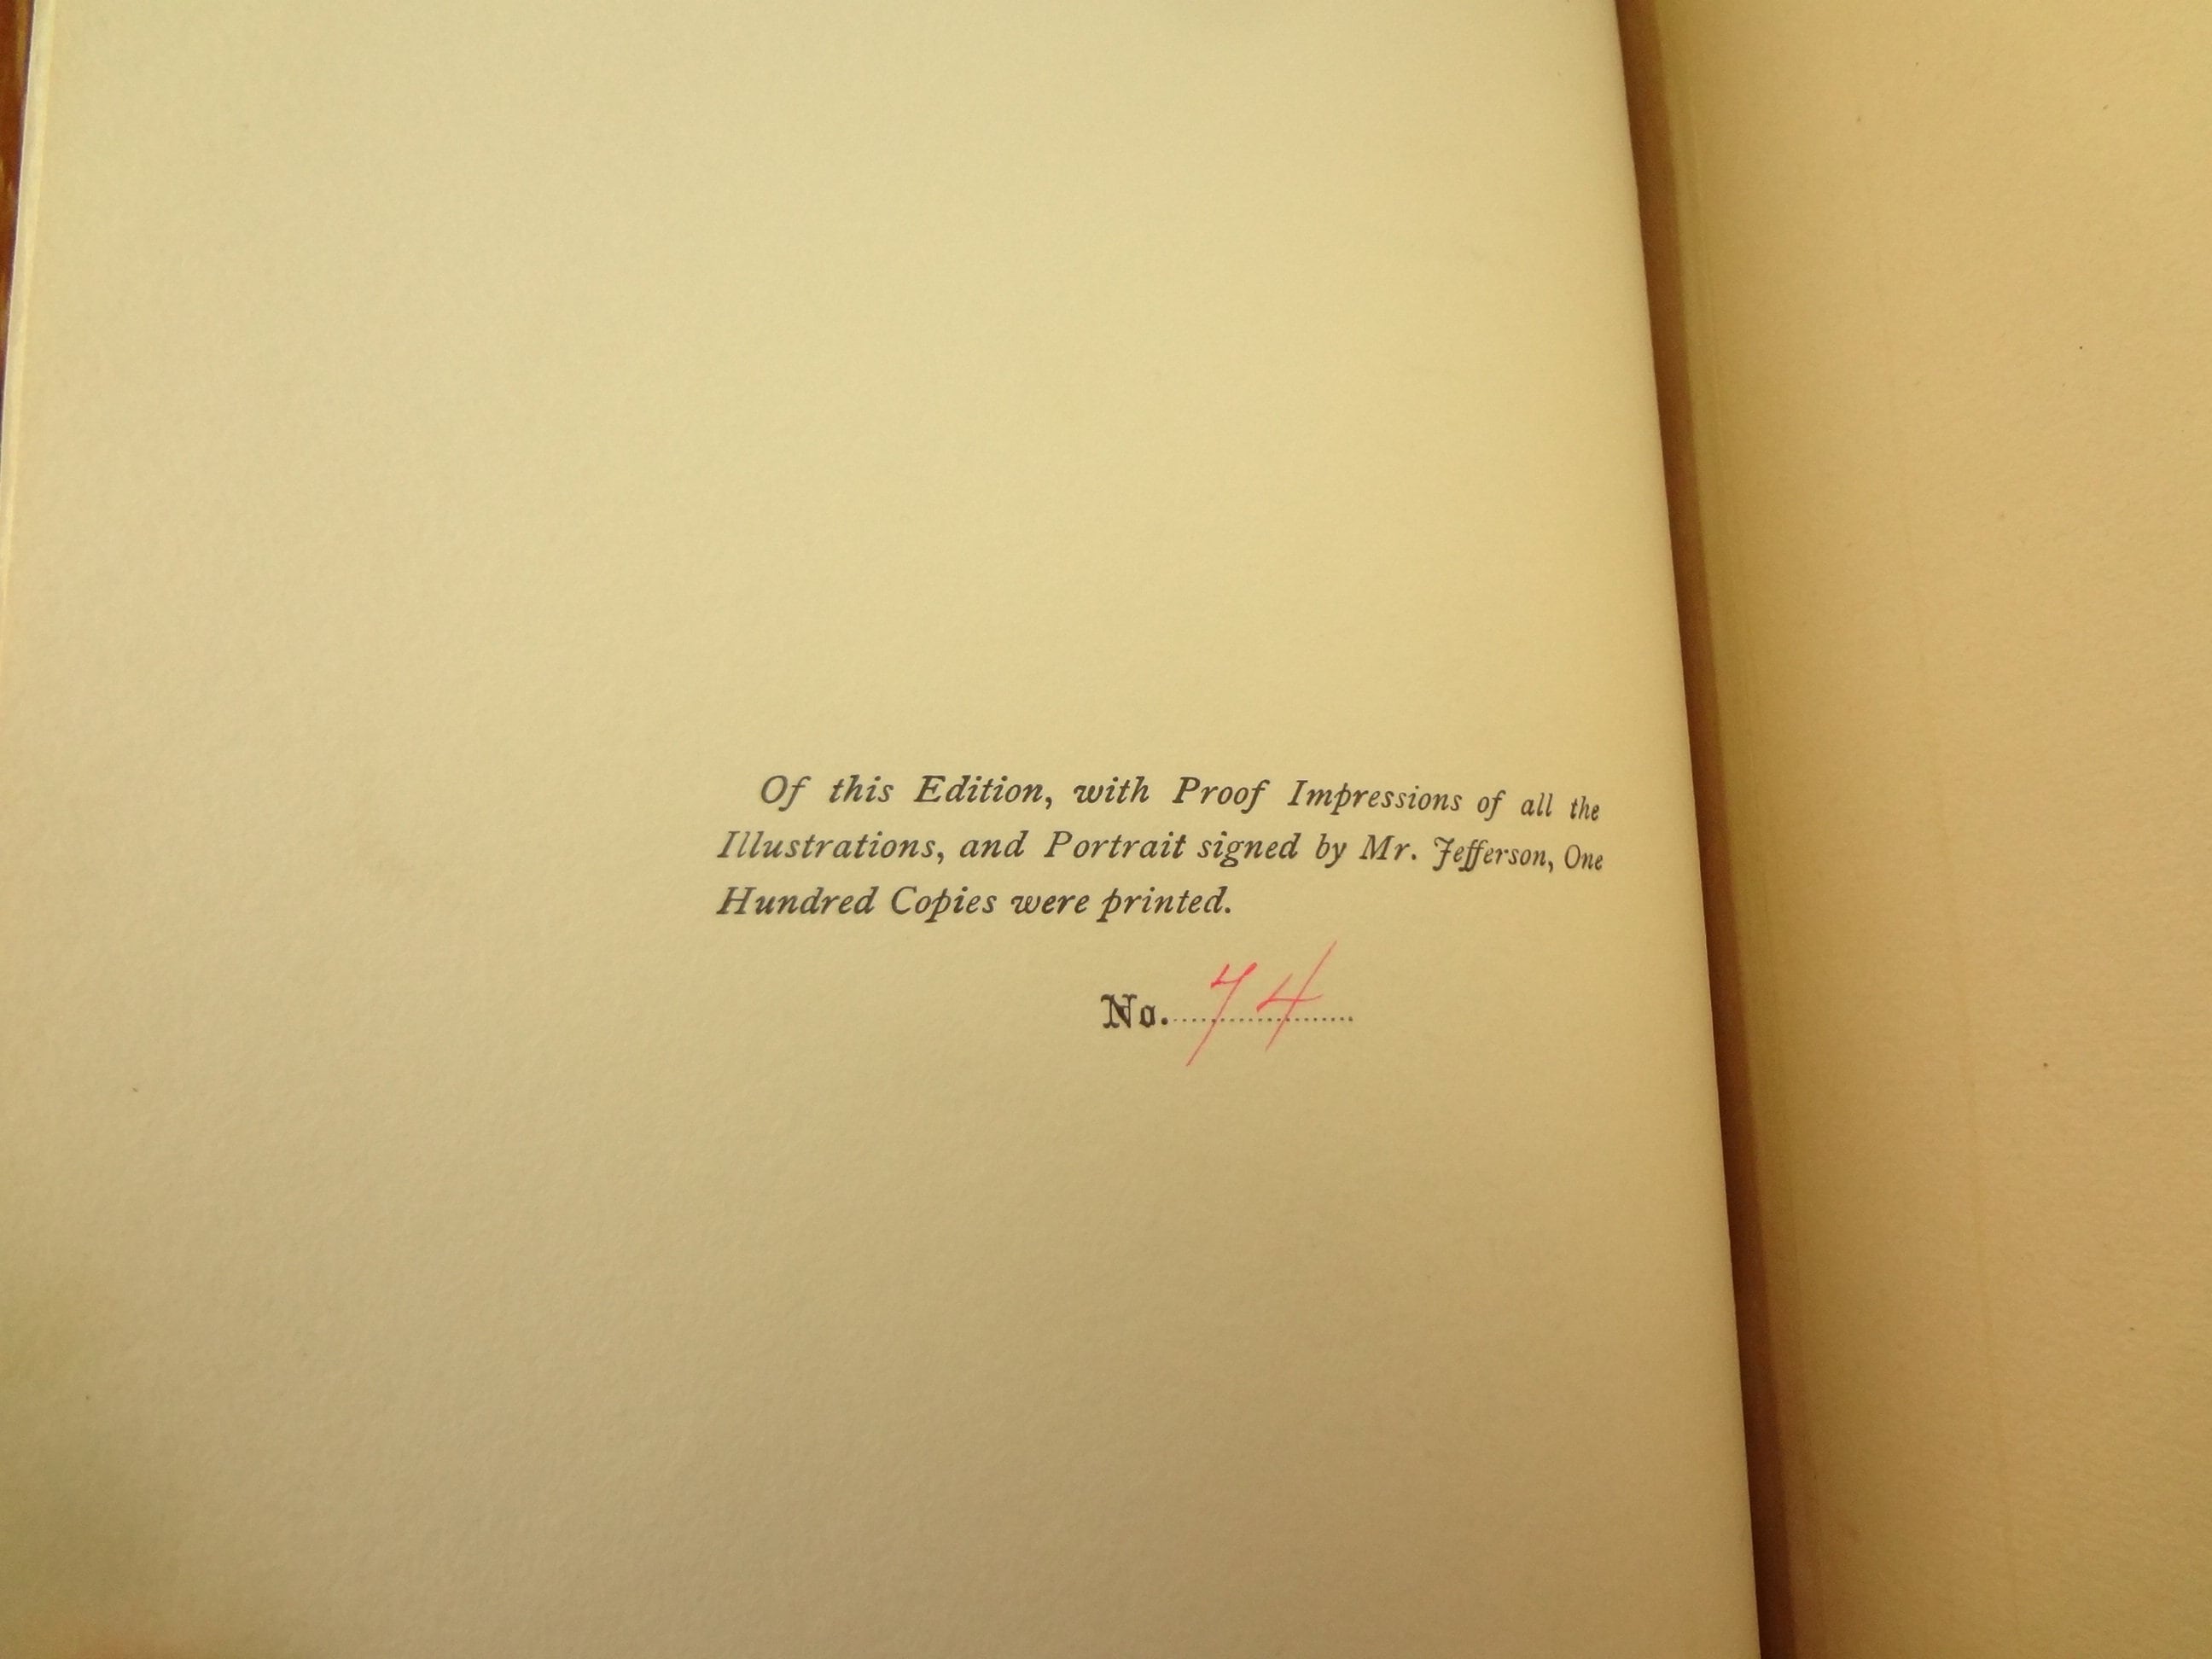 Of this Edition, with Proof Impressions of all the
Illustrations, and Portrait signed by Mr. Jefferson, One
Hundred Copies were printed.
No. 74